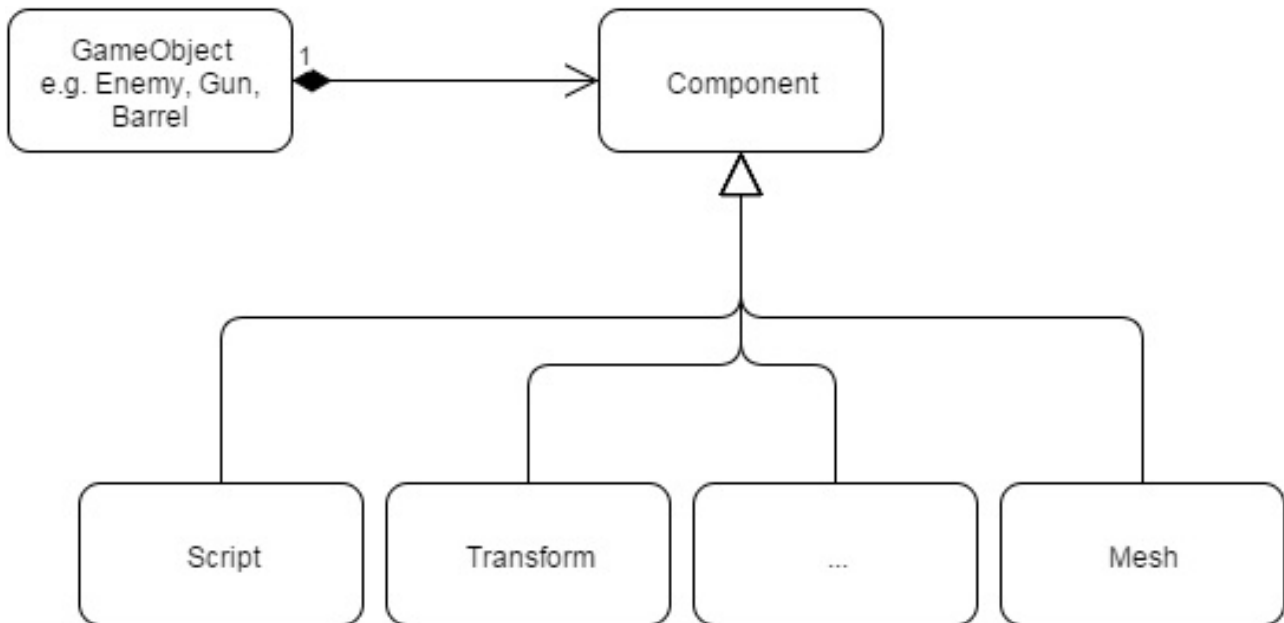 GameObject
e.g. Enemy, Gun,
Barrel
1
Component
Script
Transform
...
Mesh